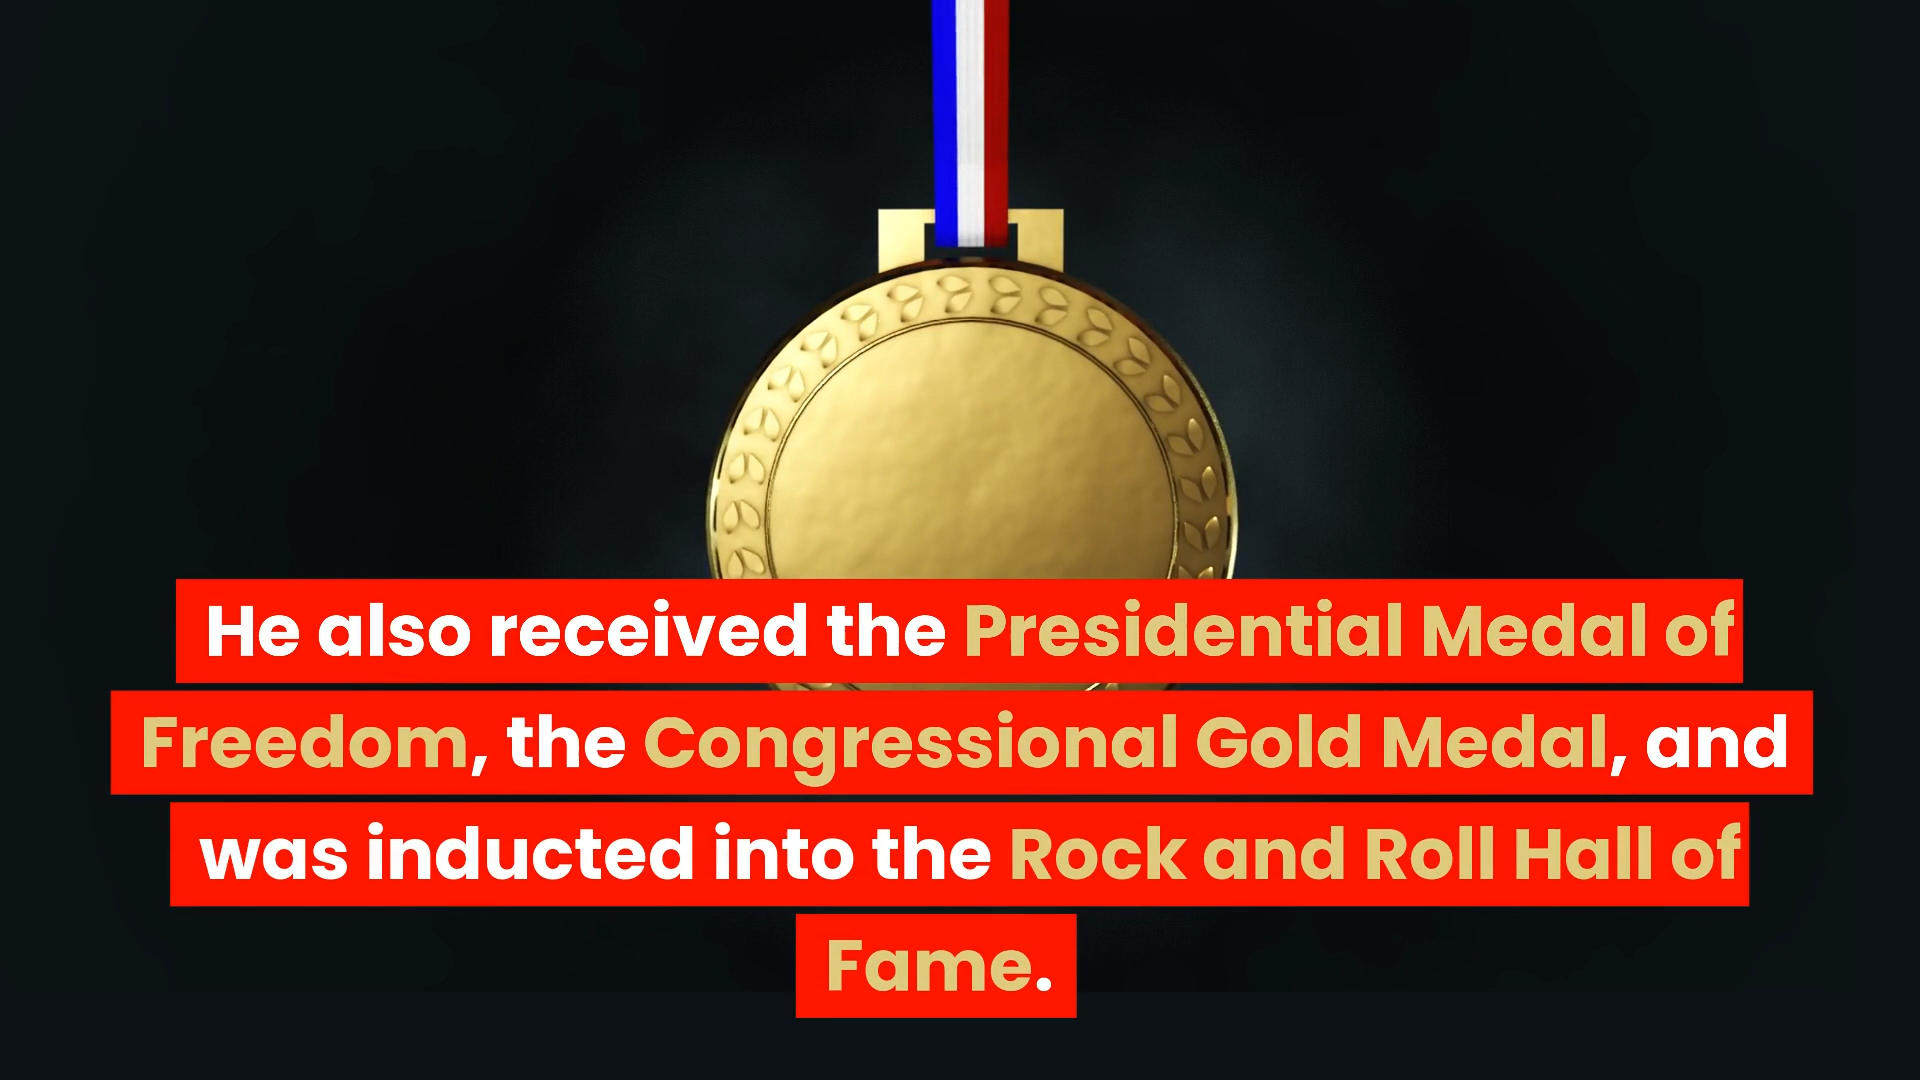 He also received the Presidential Medal of
Freedom, the Congressional Gold Medal, and
was inducted into the Rock and Roll Hall of
Fame.